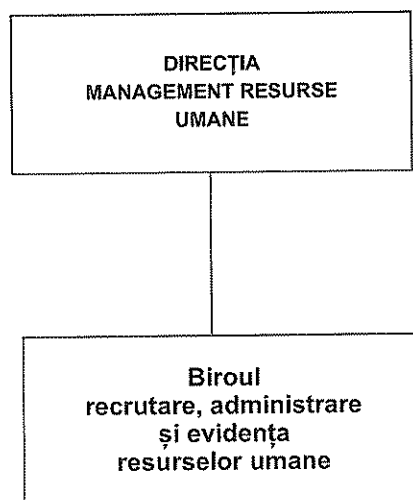 DIRECȚIA
MANAGEMENT RESURSE
UMANE
Biroul
recrutare, administrare
și evidența
resurselor umane